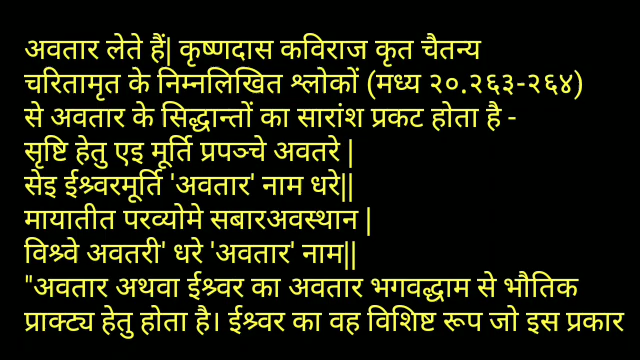 अवतार लेते हैं| कृष्णदास कविराज कृत चैतन्य
चरितामृत के निम्नलिखित श्लोकों (मध्य २०.२६३-२६४)
से अवतार के सिद्धान्तों का सारांश प्रकट होता है -
सृष्टि हेतु एइ मूर्ति प्रपञ्चे अवतरे |
सेइ ईश्र्वरमूर्ति 'अवतार' नाम धरे||
मायातीत परव्योमे सबारअवस्थान |
विश्र्वे अवतरी' धरे 'अवतार' नाम||
"अवतार अथवा ईश्र्वर का अवतार भगवद्धाम से भौतिक
प्राक्ट्य हेतु होता है। ईश्र्वर का वह विशिष्ट रूप जो इस प्रकार